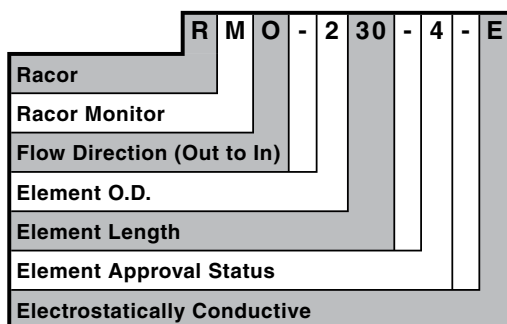 R M O - 2 30 - 4 - E
Racor
Racor Monitor
Flow Direction (Out to In)
Element O.D.
Element Length
Element Approval Status
Electrostatically Conductive